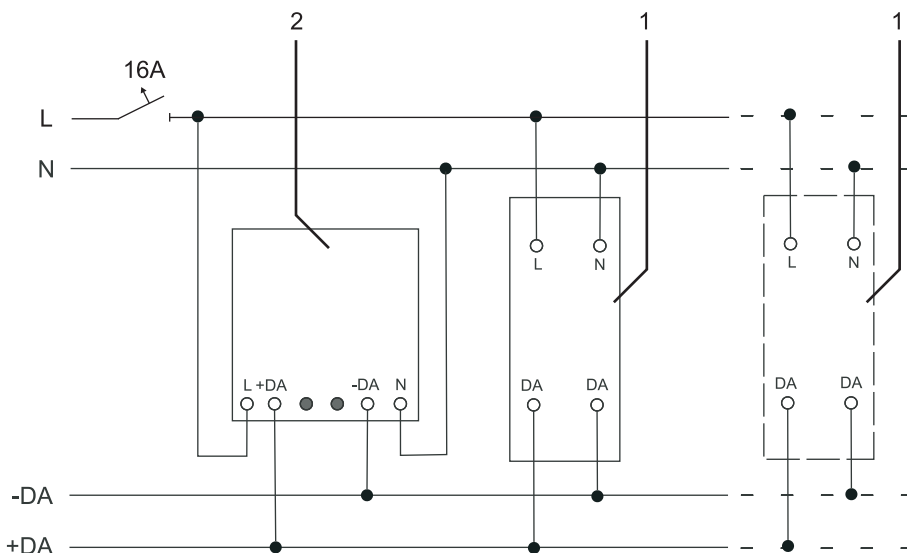 2 1 1
16A
L
N
L N L N
L +DA -DA N DA DA DA DA
-DA
+DA